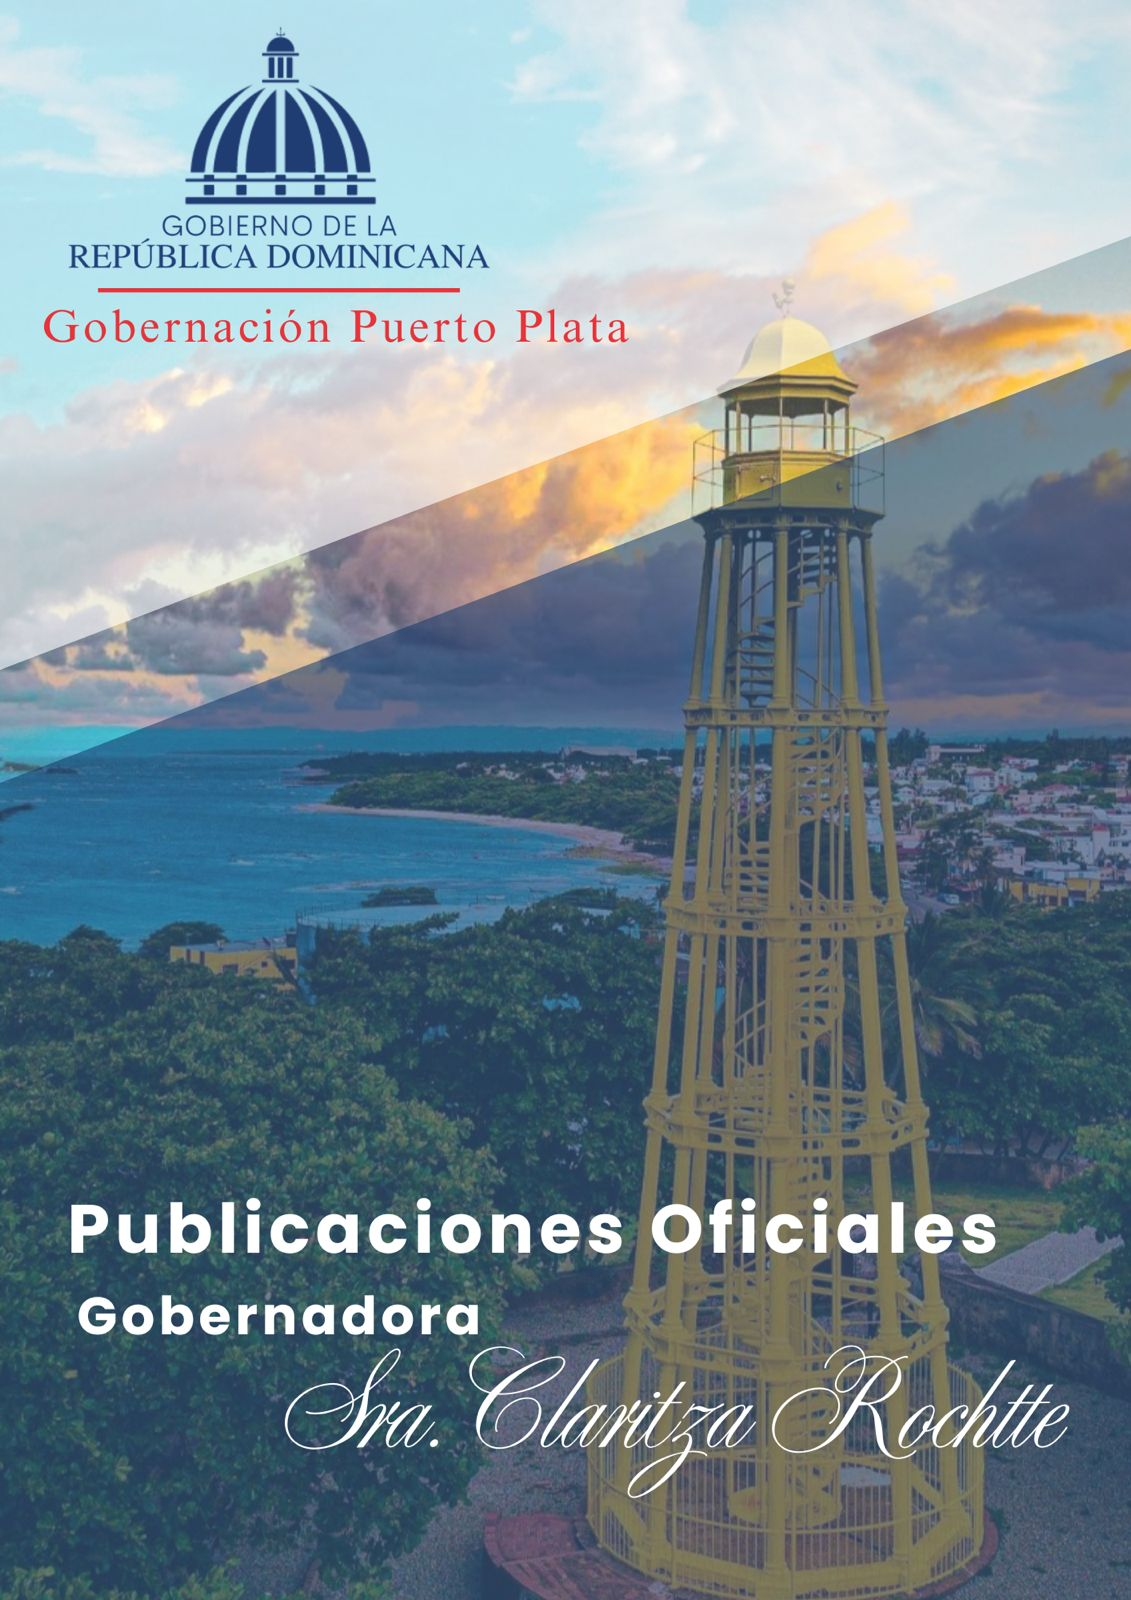 GOBIERNO DE LA
REPÚBLICA DOMINICANA
Gobernación Puerto Plata
Publicaciones Oficiales
Gobernadora
Sra. Claritza Rochtte